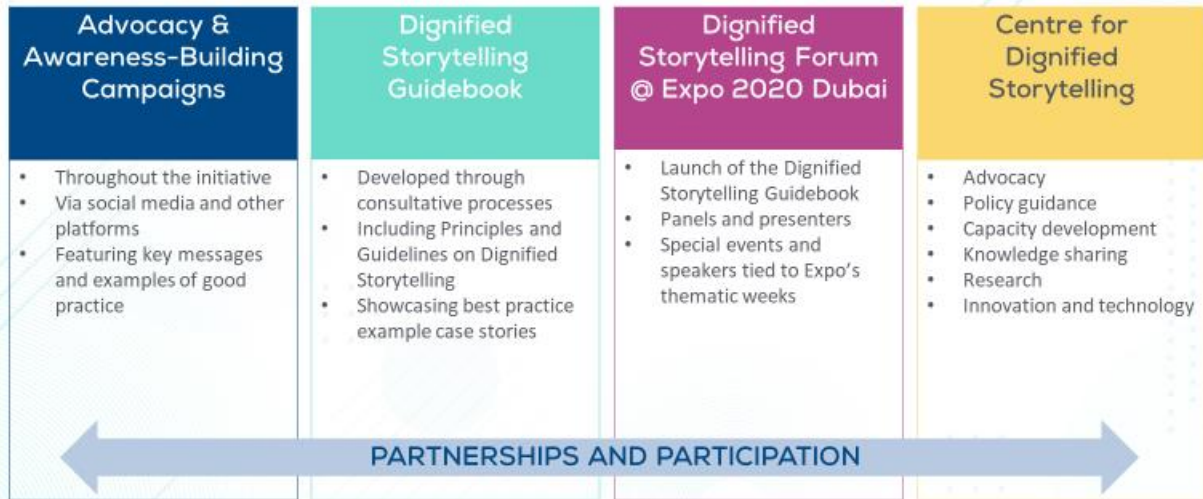 Advocacy &
Awareness-Building
Campaigns
• Throughout the initiative
• Via social media and other
platforms
• Featuring key messages
and examples of good
practice
Dignified
Storytelling
Guidebook
• Developed through
consultative processes
• Including Principles and
Guidelines on Dignified
Storytelling
• Showcasing best practice
example case stories
Dignified
Storytelling Forum
@ Expo 2020 Dubai
• Launch of the Dignified
Storytelling Guidebook
• Panels and presenters
• Special events and
speakers tied to Expo's
thematic weeks
Centre for
Dignified
Storytelling
• Advocacy
• Policy guidance
• Capacity development
• Knowledge sharing
• Research
• Innovation and technology
PARTNERSHIPS AND PARTICIPATION